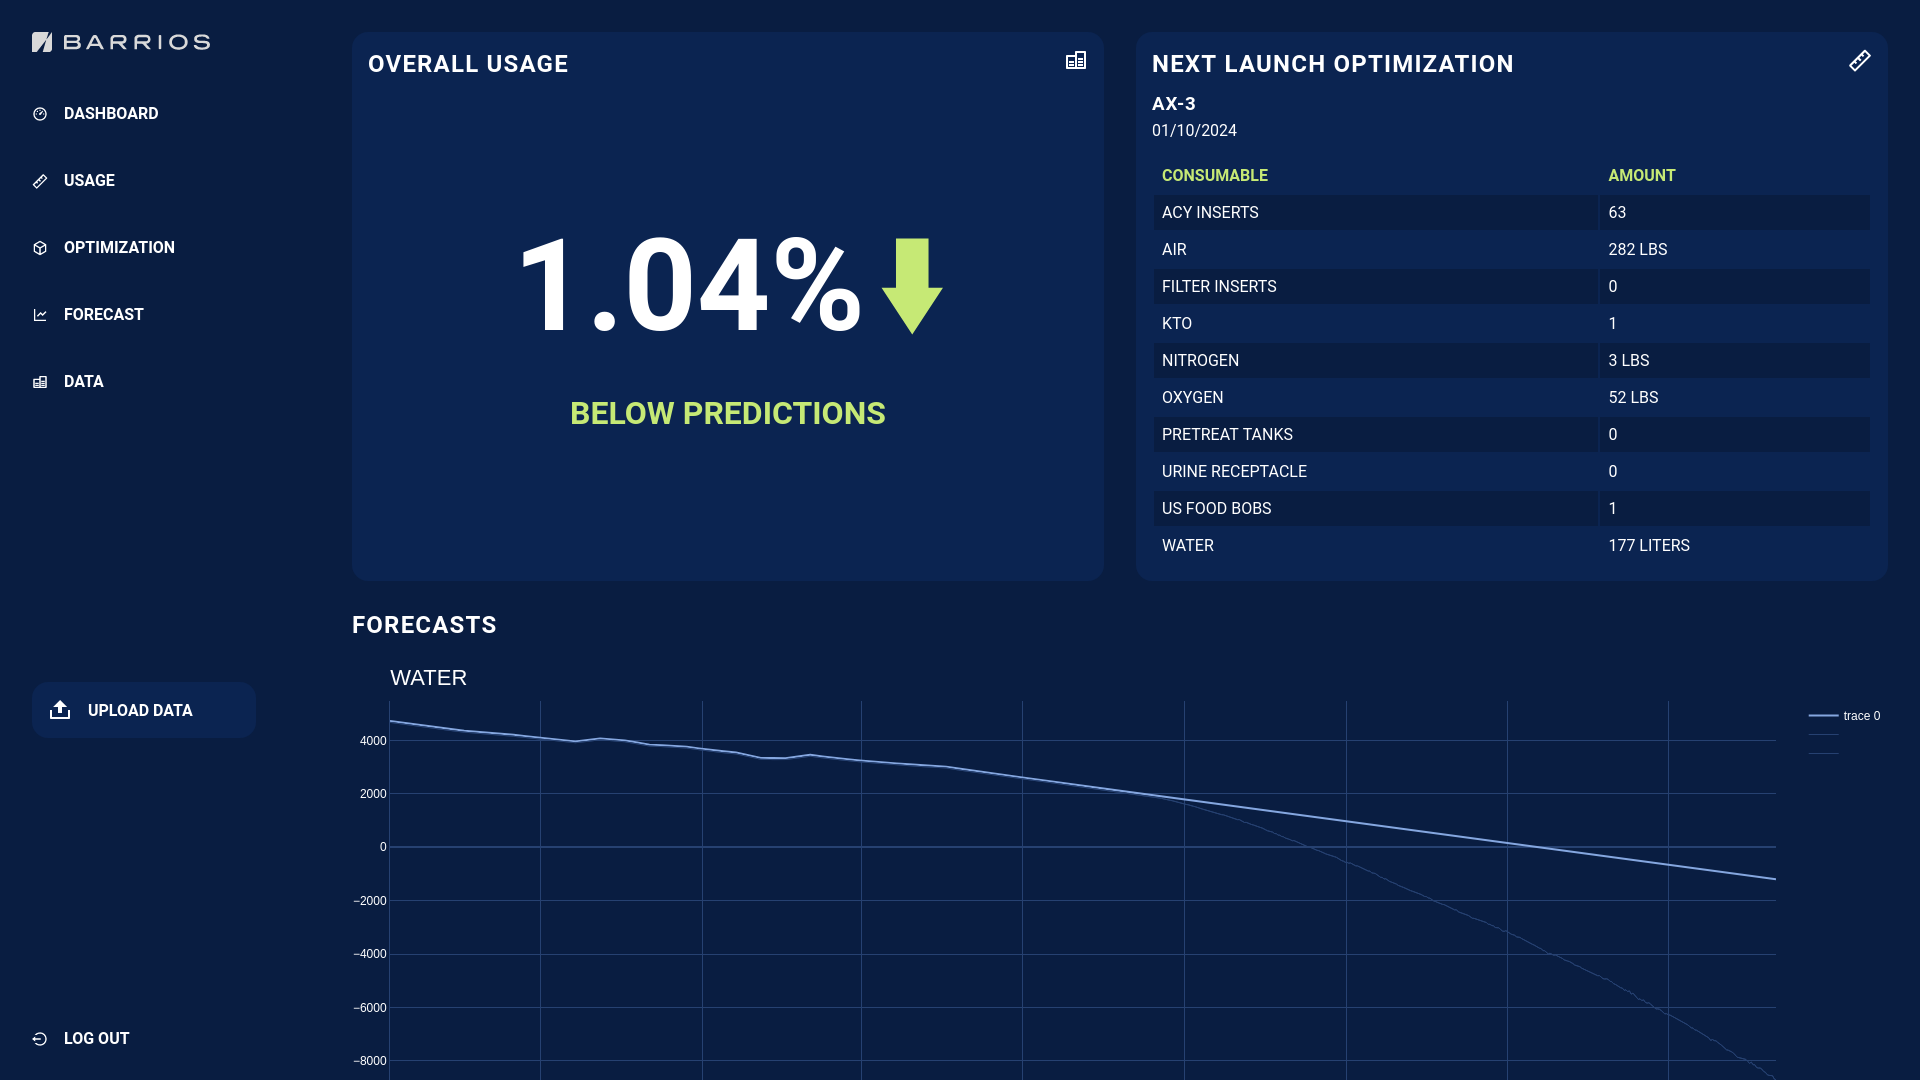 BARRIOS
DASHBOARD
USAGE
OPTIMIZATION
FORECAST
DATA
UPLOAD DATA
LOG OUT
OVERALL USAGE
1.04%
BELOW PREDICTIONS
NEXT LAUNCH OPTIMIZATION
AX-3
01/10/2024
CONSUMABLE AMOUNT
ACY INSERTS 63
AIR 282 LBS
FILTER INSERTS 0
KTO 1
NITROGEN 3 LBS
OXYGEN 52 LBS
PRETREAT TANKS 0
URINE RECEPTACLE 0
US FOOD BOBS 1
WATER 177 LITERS
FORECASTS
WATER
4000
2000
0
−2000
−4000
−6000
−8000
trace 0